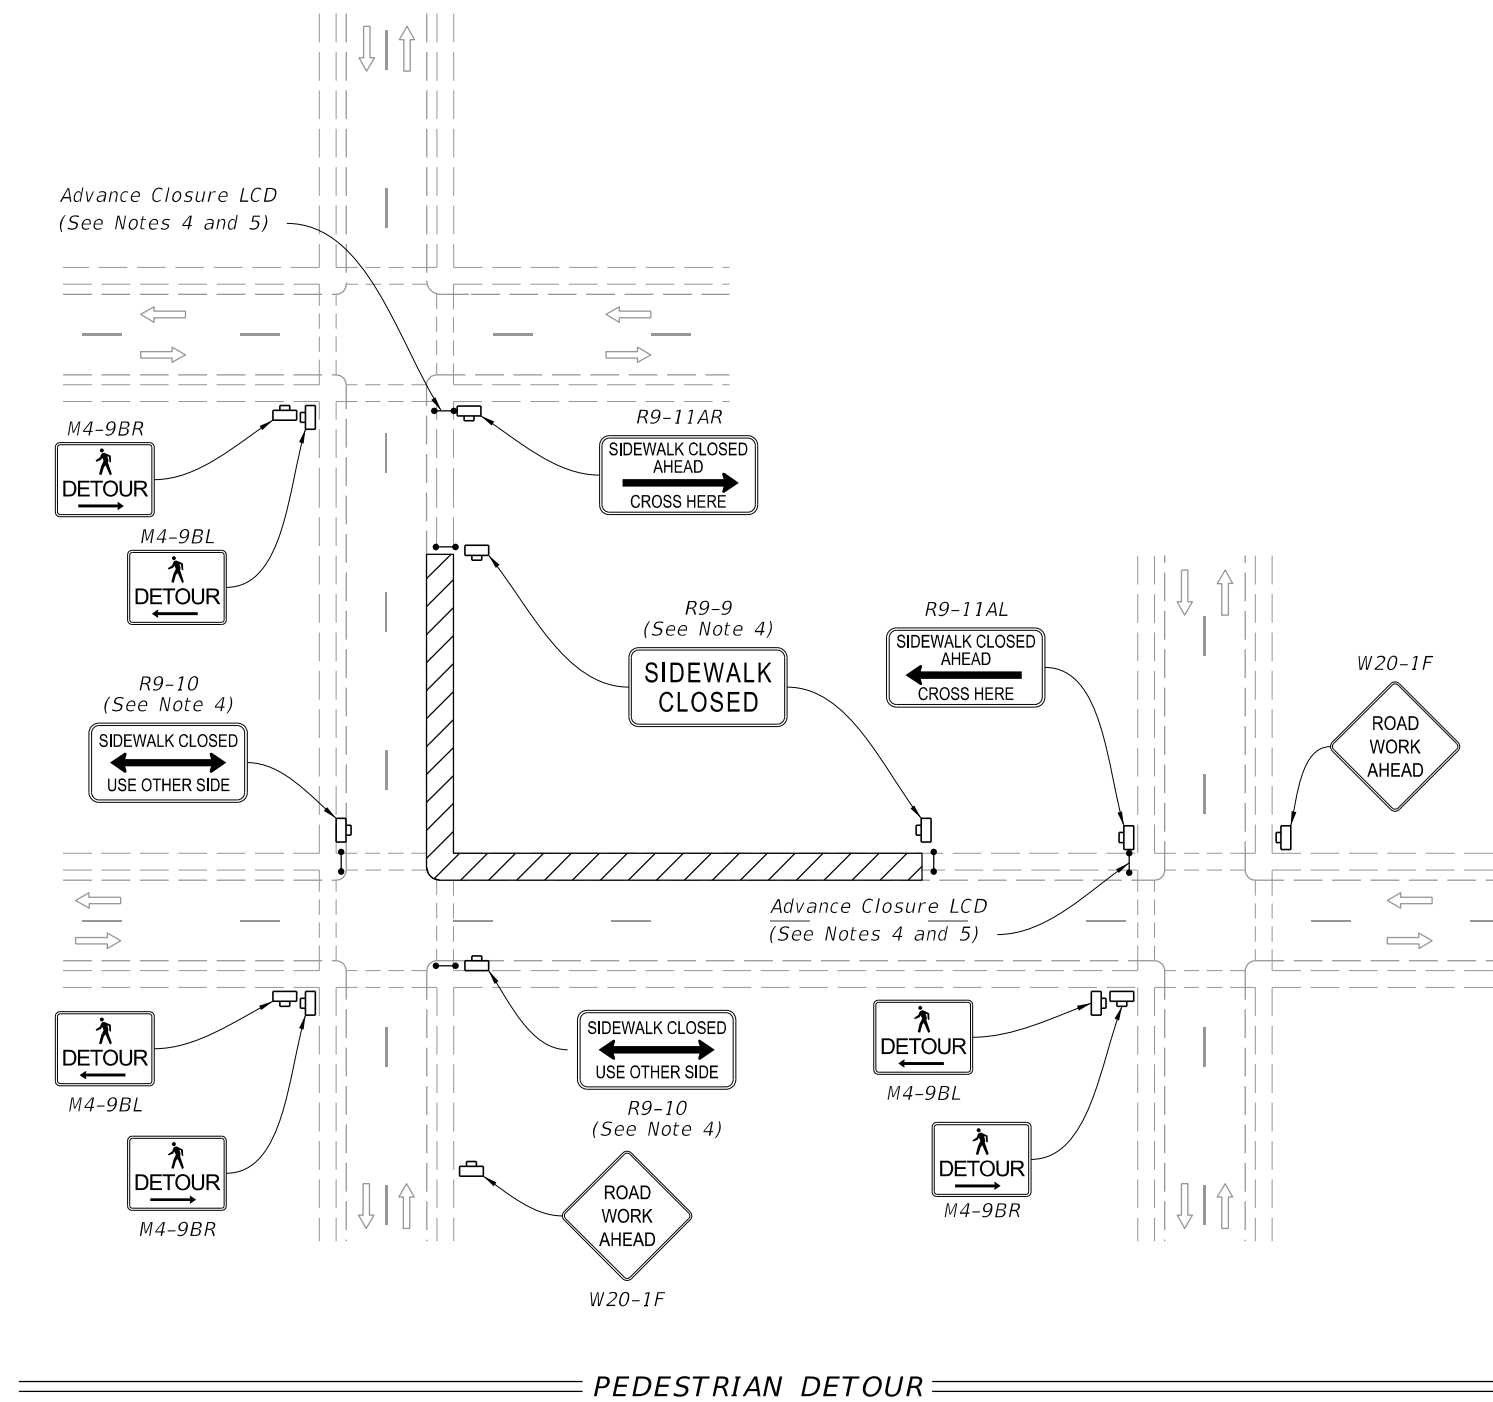 Advance Closure LCD
(See Notes 4 and 5)
M4-9BR
DETOUR
M4-9BL
DETOUR
R9-11AR
SIDEWALK CLOSED
AHEAD
CROSS HERE
R9-9
(See Note 4)
SIDEWALK
CLOSED
R9-11AL
SIDEWALK CLOSED
AHEAD
CROSS HERE
W20-1F
ROAD
WORK
AHEAD
R9-10
(See Note 4)
SIDEWALK CLOSED
USE OTHER SIDE
Advance Closure LCD
(See Notes 4 and 5)
DETOUR
M4-9BL
DETOUR
M4-9BR
SIDEWALK CLOSED
USE OTHER SIDE
R9-10
(See Note 4)
DETOUR
M4-9BL
DETOUR
M4-9BR
ROAD
WORK
AHEAD
W20-1F
PEDESTRIAN DETOUR